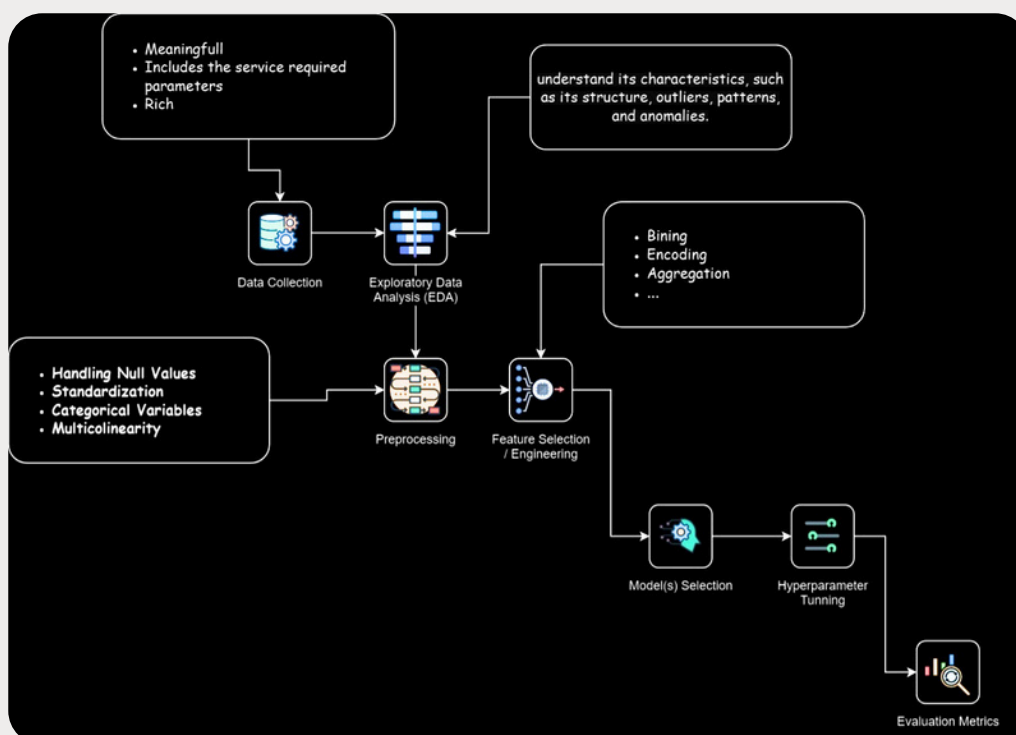 • Meaningfull
• Includes the service required
parameters
• Rich
understand its characteristics, such
as its structure, outliers, patterns,
and anomalies.
Data Collection
Exploratory Data
Analysis (EDA)
• Bining
• Encoding
• Aggregation
• ...
• Handling Null Values
• Standardization
• Categorical Variables
• Multicolinearity
Preprocessing
Feature Selection
/ Engineering
Model(s) Selection
Hyperparameter
Tunning
Evaluation Metrics